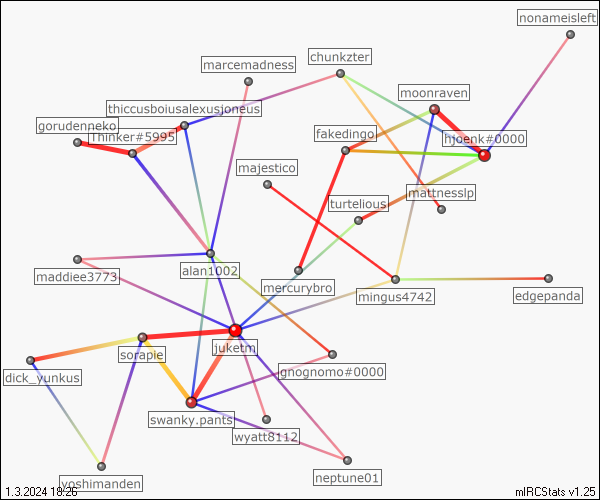 nonameisleft
chunkzter
marcemadness
moonraven
thiccusboiusalexusjoneus
gorudenneko
Thinker#5995
fakedingo
hjoenk#0000
majestico
mattnesslp
turtelious
maddiee3773
alan1002
mercurybro
mingus4742
edgepanda
sorapie
juketm
dick_yunkus
gnognomo#0000
swanky.pants
wyatt8112
neptune01
yoshimanden
1.3.2024 18:26
mIRCStats v1.25